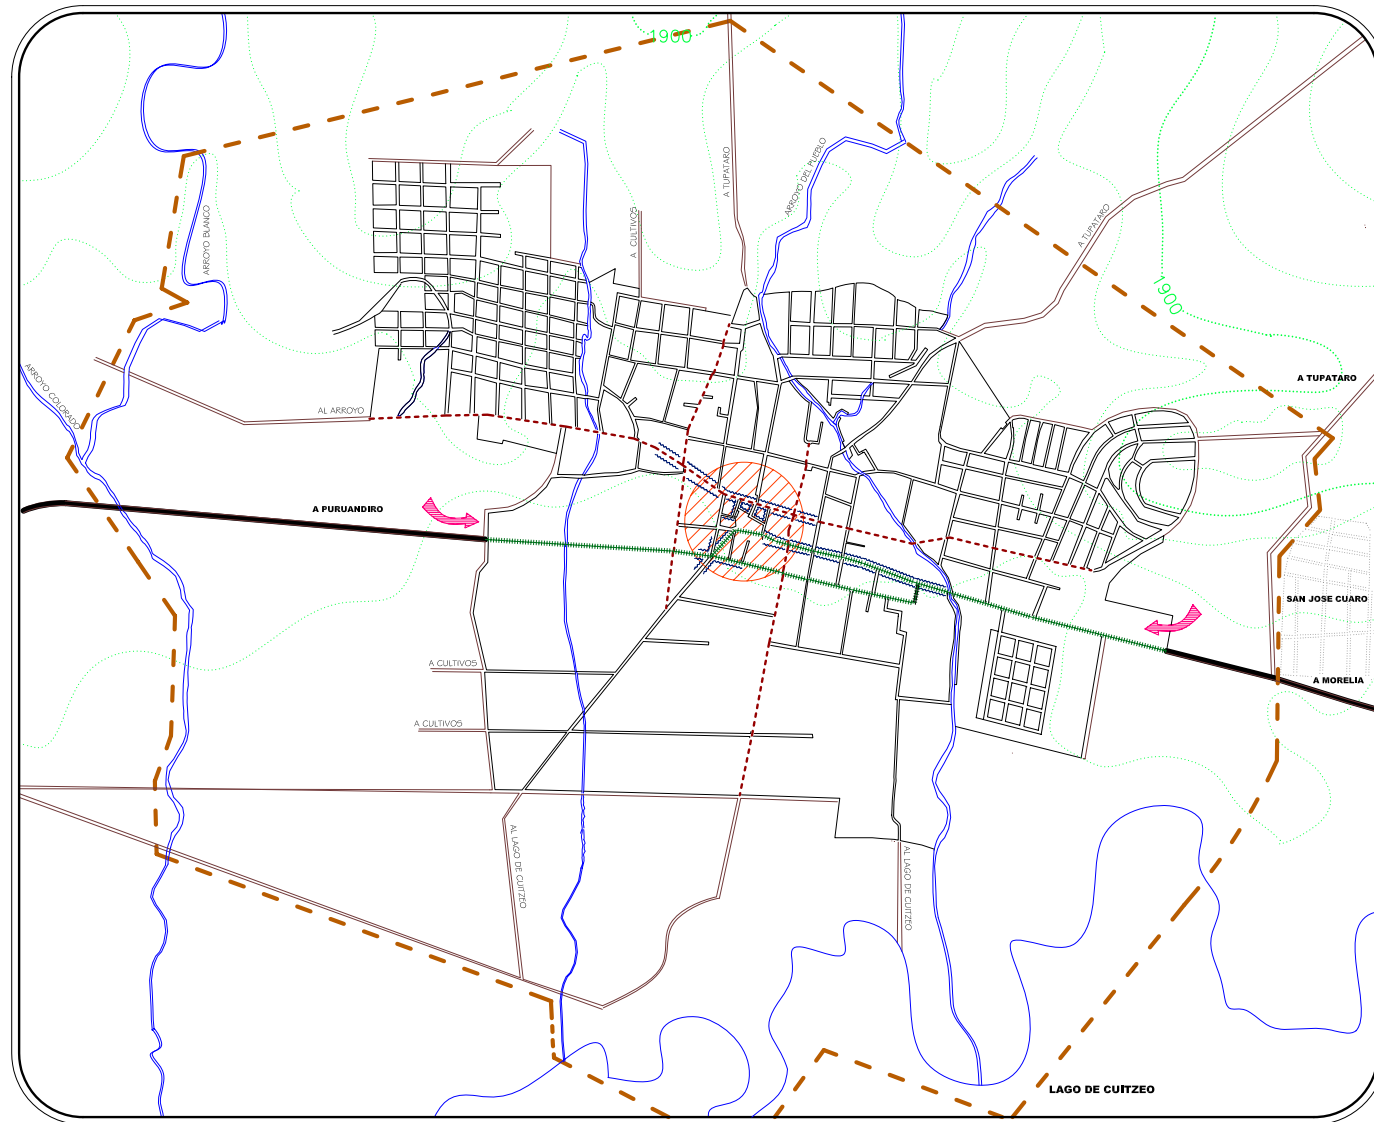 1900
ARROYO DEL PUEBLO
A TUPATARO
ARROYO BLANCO
A CULTIVOS
A TUPATARO
1900
ARROYO COLORADO
A TUPATARO
AL ARROYO
A PURUANDIRO
SAN JOSE CUARO
A CULTIVOS
A MORELIA
A CULTIVOS
AL LAGO DE CUITZEO
AL LAGO DE CUITZEO
LAGO DE CUITZEO